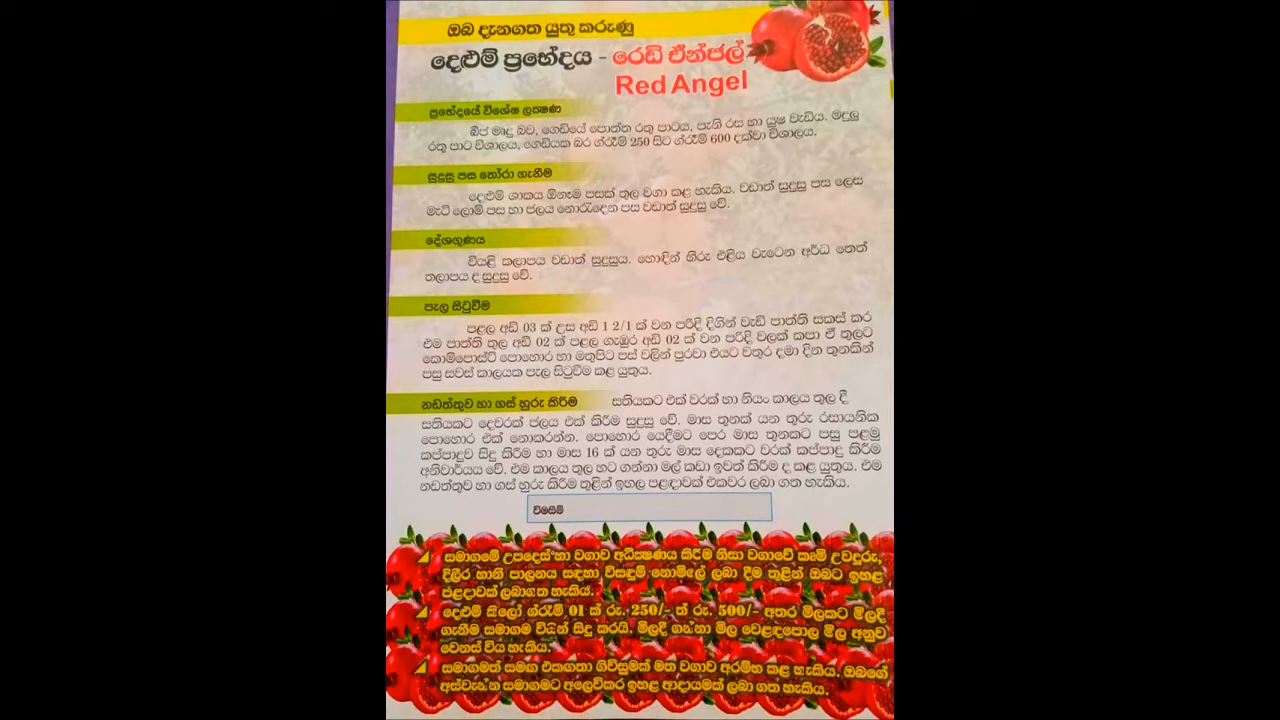 ඔබ දැනගත යුතු කරුණු
දෙළුම් ප්‍රභේදය - රෙඩ් ඒන්ජල්
Red Angel
ප්‍රභේදයේ විශේෂ ලක්‍ෂණ
බීජ මෘදු බව, ගෙඩියේ පොත්ත රතු පාටය, පැණි රස හා යුෂ වැඩිය. මදුලු
රතු පාට විශාලය, ගෙඩියක බර ග්රෑම් 250 සිට ග්රෑම් 600 දක්වා විශාලය.
සුදුසු පස තෝරා ගැනීම
දෙළුම් ශාකය ඕනෑම පසක් තුල වගා කළ හැකිය. වඩාත් සුදුසු පස ලෙස
මැටි ලොම් පස හා ජලය නොරැඳෙන පස වඩාත් සුදුසු වේ.
දේශගුණය
වියළි කලාපය වඩාත් සුදුසුය. හොඳින් හිරු එළිය වැටෙන අර්ධ තෙත්
කලාපය ද සුදුසු වේ.
පැල සිටුවීම
පළල අඩි 03 ක් උස අඩි 1 2/1 ක් වන පරිදි දිගින් වැඩි පාත්ති සකස් කර
එම පාත්ති තුල අඩි 02 ක් පළල ගැඹුර අඩි 02 ක් වන පරිදි වලක් කපා ඒ තුලට
කොම්පෝස්ට් පොහොර හා මතුපිට පස් වලින් පුරවා එයට වතුර දමා දින තුනකින්
පසු සවස් කාලයක පැල සිටුවීම කළ යුතුය.
නඩත්තුව හා ගස් හුරු කිරීම සතියකට එක් වරක් හා නියං කාලය තුල දී
සතියකට දෙවරක් ජලය එක් කිරීම සුදුසු වේ. මාස තුනක් යන තුරු රසායනික
පොහොර එක් නොකරන්න. පොහොර යෙදීමට පෙර මාස තුනකට පසු පළමු
කප්පාදුව සිදු කිරීම හා මාස 16 ක් යන තුරු මාස දෙකකට වරක් කප්පාදු කිරීම
අනිවාර්යය වේ. එම කාලය තුල හට ගන්නා මල් කඩා ඉවත් කිරීම ද කළ යුතුය. එම
නඩත්තුව හා ගස් හුරු කිරීම තුළින් ඉහල පළඳාවක් එකවර ලබා ගත හැකිය.
විසෙම්
සමාගමේ උපදෙස් හා වගාව අධීක්‍ෂණය කිරීම නිසා වගාවේ කෘමි උවදුරු,
දිලීර හානි පාලනය සඳහා විසඳුම් නොමිලේ ලබා දීම තුළින් ඔබට ඉහළ
පළදාවක් ලබාගත හැකිය.
දෙළුම් කිලෝ ග්රෑම් 01 ක් රු. 250/- ත් රු. 500/- අතර මිලකට මිලදී
ගැනීම සමාගම විසින් සිදු කරයි. මිලදී ගන්නා මිල වෙළඳපොල මිල අනුව
වෙනස් විය හැකිය.
සමාගමත් සමඟ එකඟතා ගිවිසුමක් මත වගාව අරම්භ කළ හැකිය. ඔබගේ
අස්වැන්න සමාගමට අලෙවිකර ඉහළ ආදායමක් ලබා ගත හැකිය.